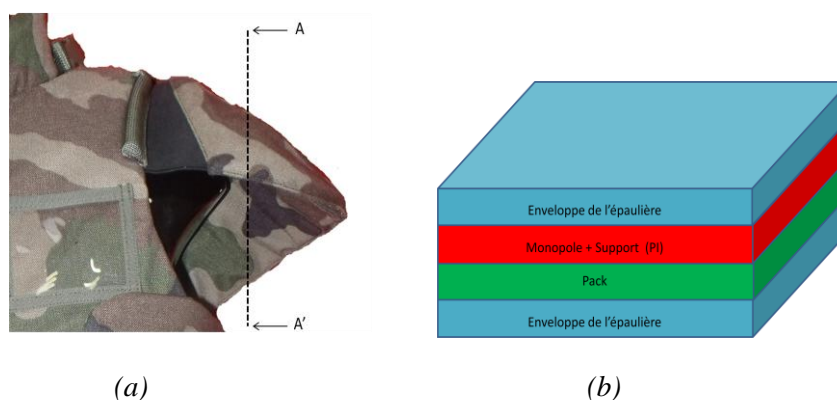 A
A'
Enveloppe de l'épaulière
Monopole + Support (PI)
Pack
Enveloppe de l'épaulière
(a)
(b)